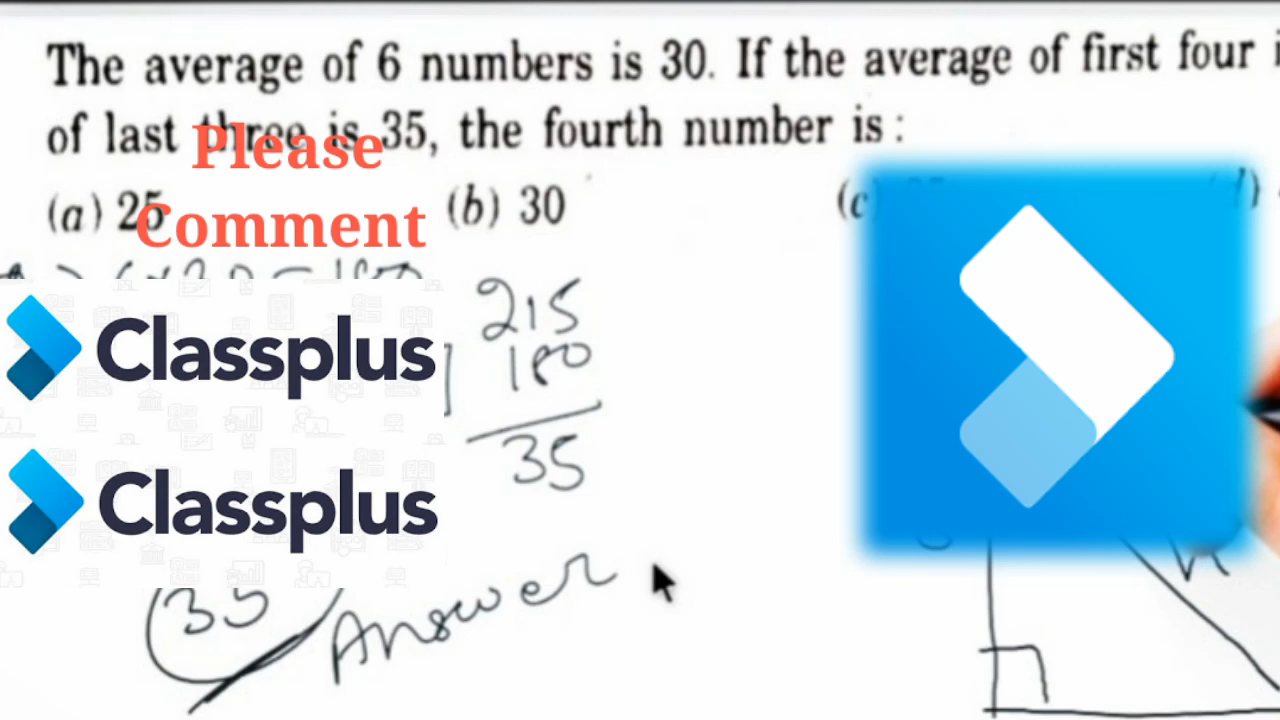 The average of 6 numbers is 30. If the average of first four
of last three is 35, the fourth number is :
Please
Comment
(a) 25 (b) 30 (c
Classplus
Classplus
215
180
35
35 Answer